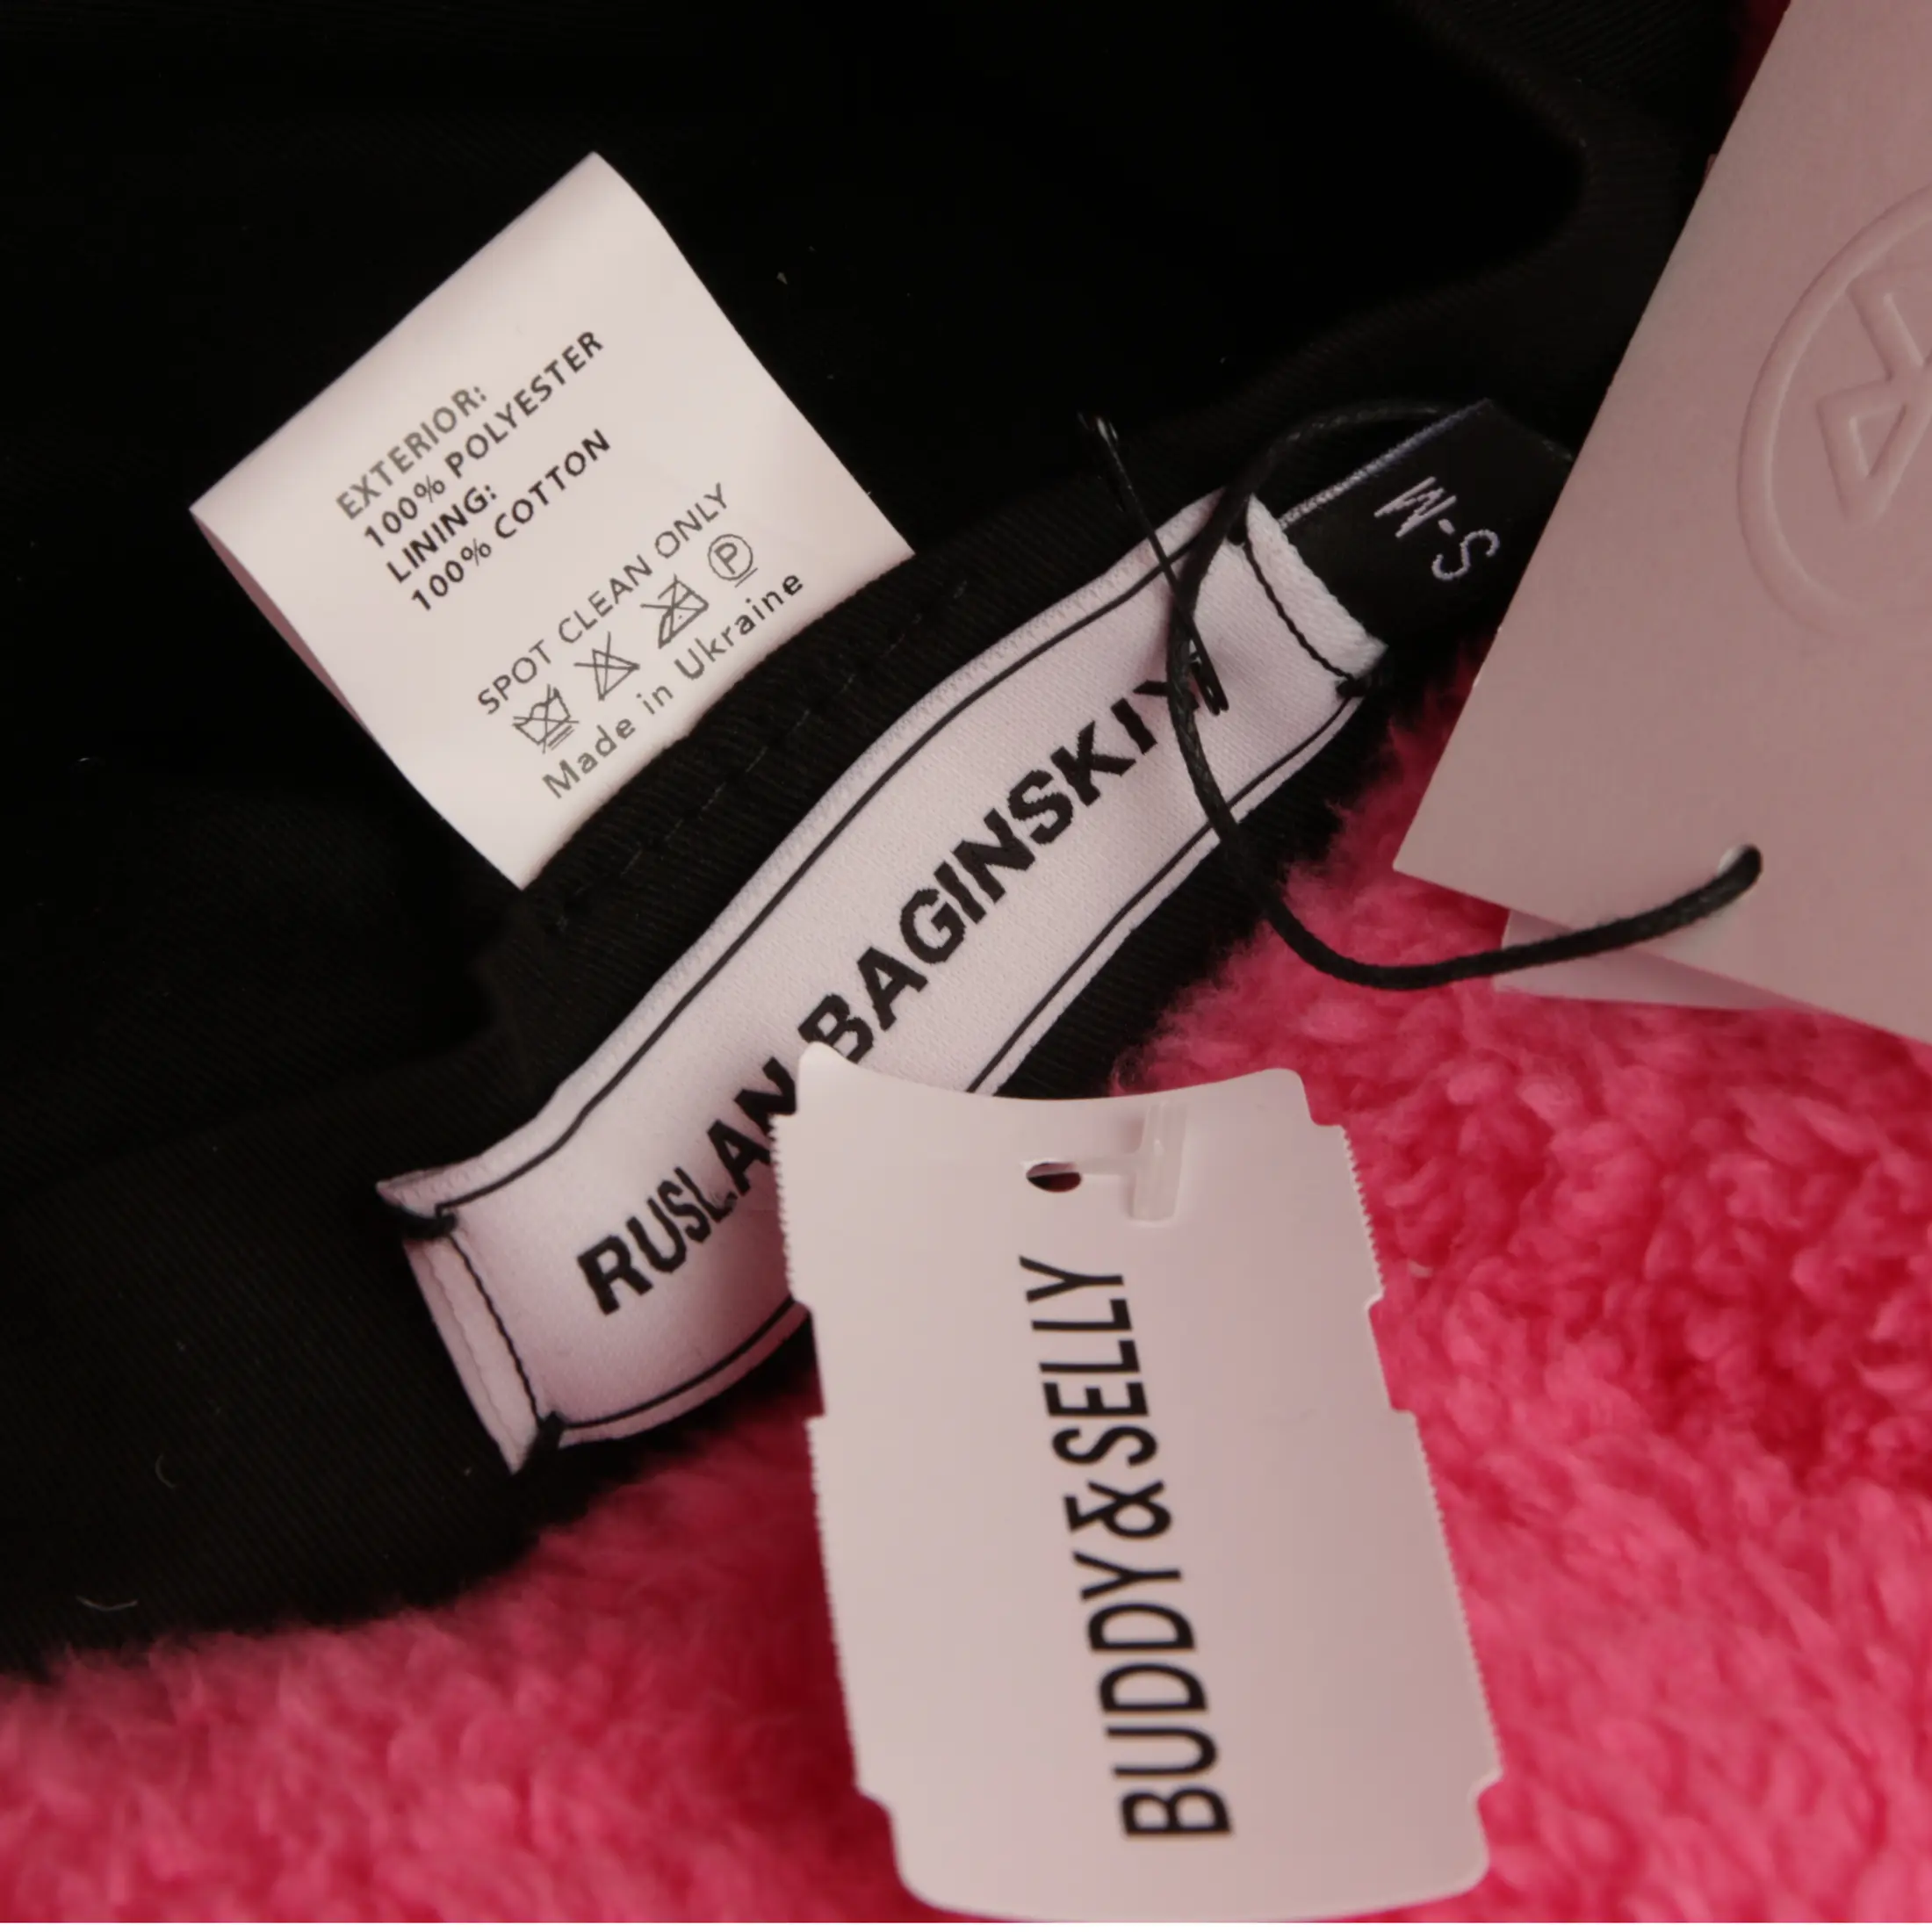 EXTERIOR:
100% POLYESTER
LINING:
100% COTTON
SPOT CLEAN ONLY
P
Made in Ukraine
S-M
RUSLAN BAGINSKIY
BUDDY&SELLY